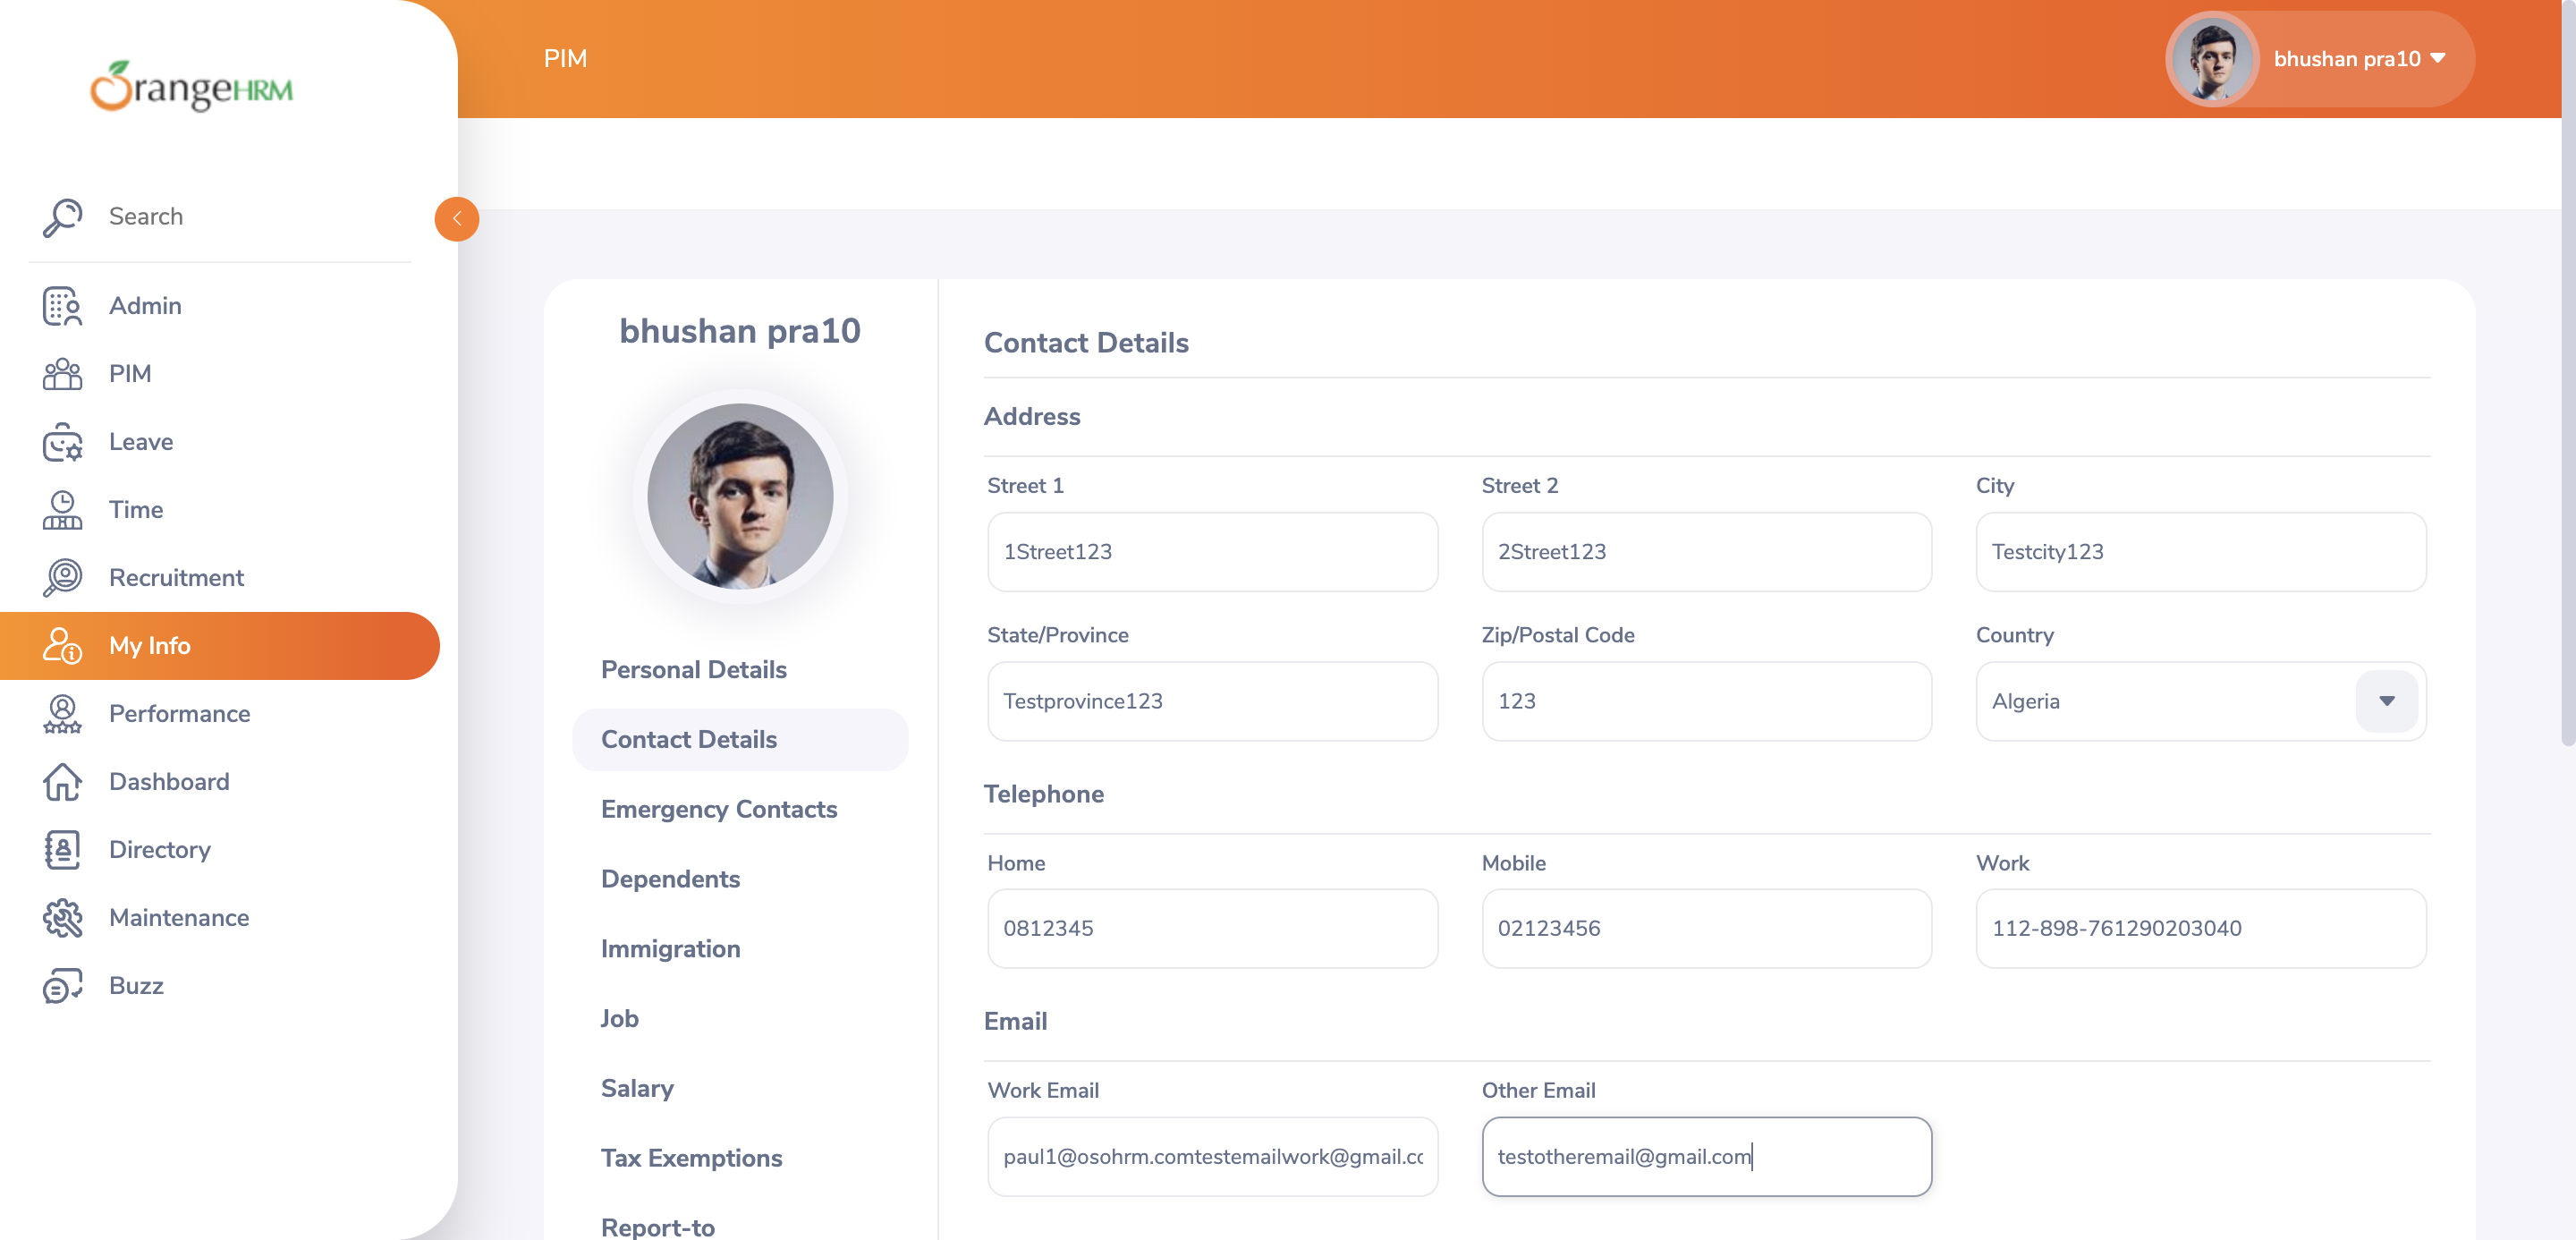 OrangeHRM
Search
Admin
PIM
Leave
Time
Recruitment
My Info
Performance
Dashboard
Directory
Maintenance
Buzz
PIM
bhushan pra10
bhushan pra10
Personal Details
Contact Details
Emergency Contacts
Dependents
Immigration
Job
Salary
Tax Exemptions
Report-to
Contact Details
Address
Street 1 Street 2 City
1Street123 2Street123 Testcity123
State/Province Zip/Postal Code Country
Testprovince123 123 Algeria
Telephone
Home Mobile Work
0812345 02123456 112-898-761290203040
Email
Work Email Other Email
paul1@osohrm.comtestemailwork@gmail.cc testotheremail@gmail.com